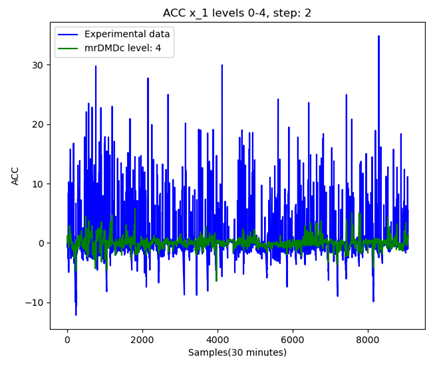 ACC x_1 levels 0-4, step: 2
Experimental data
mrDMDc level: 4
30
20
10
0
−10
ACC
0
2000
4000
6000
8000
Samples(30 minutes)